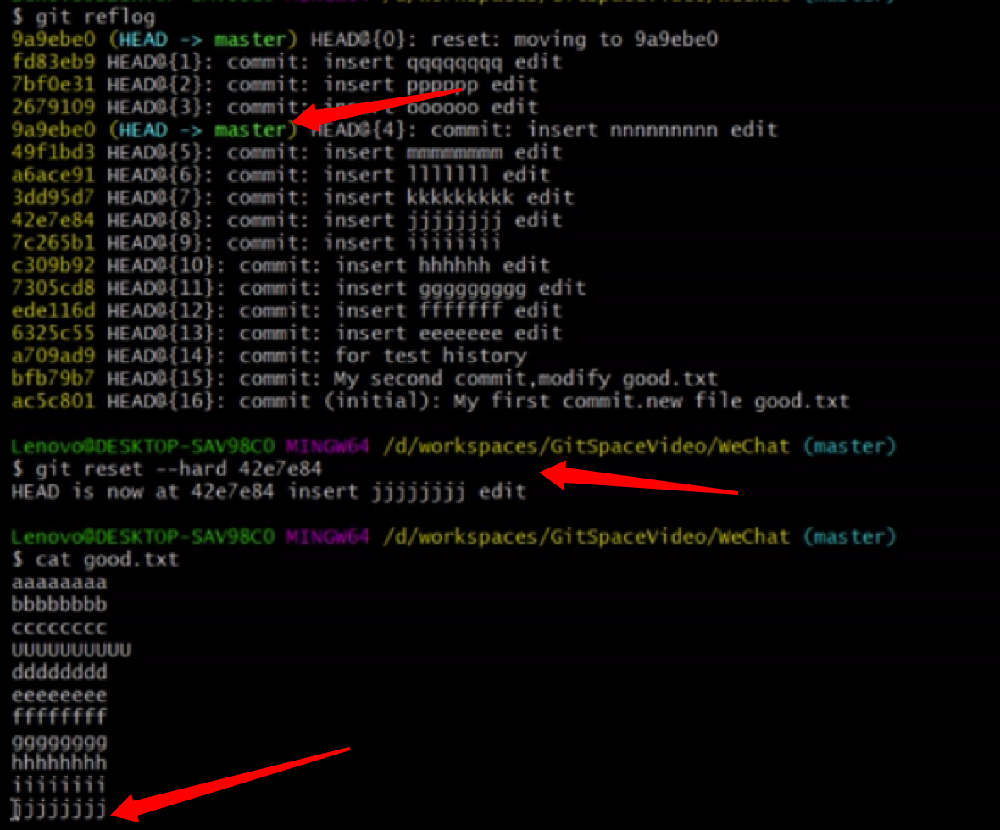 $ git reflog
9a9ebe0 (HEAD -> master) HEAD@{0}: reset: moving to 9a9ebe0
fd83eb9 HEAD@{1}: commit: insert qqqqqqqq edit
7bf0e31 HEAD@{2}: commit: insert pppppp edit
2679109 HEAD@{3}: commit: insert oooooo edit
9a9ebe0 (HEAD -> master) HEAD@{4}: commit: insert nnnnnnnnn edit
49f1bd3 HEAD@{5}: commit: insert mmmmmmmm edit
a6ace91 HEAD@{6}: commit: insert lllllll edit
3dd95d7 HEAD@{7}: commit: insert kkkkkkkkk edit
42e7e84 HEAD@{8}: commit: insert jjjjjjjj edit
7c265b1 HEAD@{9}: commit: insert iiiiiiii
c309b92 HEAD@{10}: commit: insert hhhhhh edit
7305cd8 HEAD@{11}: commit: insert ggggggggg edit
ede116d HEAD@{12}: commit: insert fffffff edit
6325c55 HEAD@{13}: commit: insert eeeeeee edit
a709ad9 HEAD@{14}: commit: for test history
bfb79b7 HEAD@{15}: commit: My second commit,modify good.txt
ac5c801 HEAD@{16}: commit (initial): My first commit.new file good.txt
Lenovo@DESKTOP-SAV98C0 MINGW64 /d/workspaces/GitSpaceVideo/WeChat (master)
$ git reset --hard 42e7e84
HEAD is now at 42e7e84 insert jjjjjjjj edit
Lenovo@DESKTOP-SAV98C0 MINGW64 /d/workspaces/GitSpaceVideo/WeChat (master)
$ cat good.txt
aaaaaaaa
bbbbbbbb
cccccccc
UUUUUUUUUU
dddddddd
eeeeeeee
ffffffff
gggggggg
hhhhhhhh
iiiiiiii
jjjjjjjj